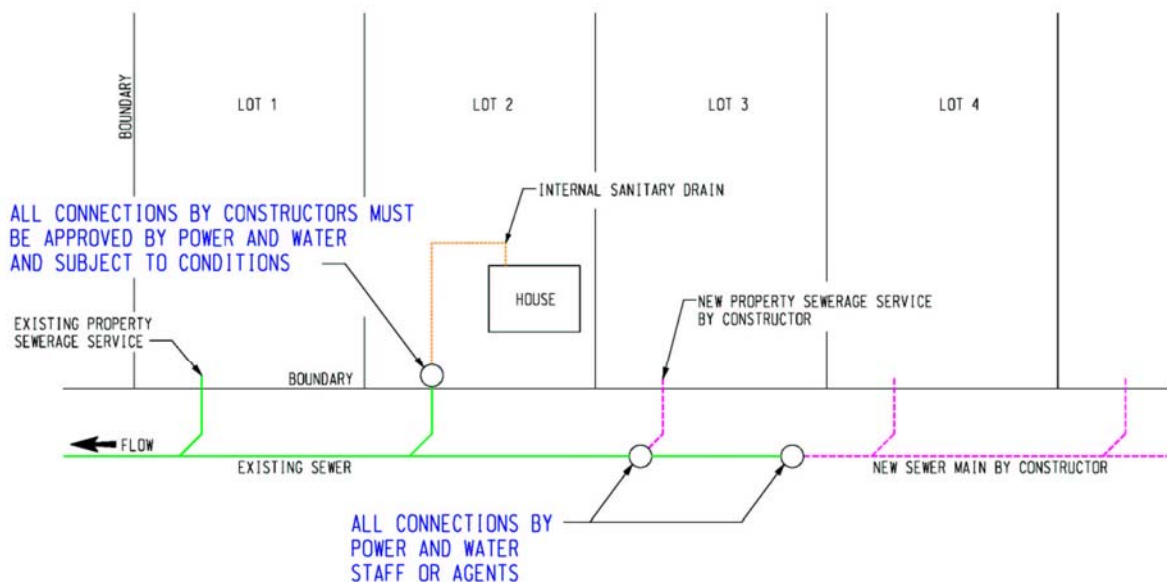 LOT 1
LOT 2
LOT 3
LOT 4
BOUNDARY
INTERNAL SANITARY DRAIN
ALL CONNECTIONS BY CONSTRUCTORS MUST
BE APPROVED BY POWER AND WATER
AND SUBJECT TO CONDITIONS
HOUSE
NEW PROPERTY SEWERAGE SERVICE
BY CONSTRUCTOR
EXISTING PROPERTY
SEWERAGE SERVICE
BOUNDARY
FLOW
EXISTING SEWER
NEW SEWER MAIN BY CONSTRUCTOR
ALL CONNECTIONS BY
POWER AND WATER
STAFF OR AGENTS